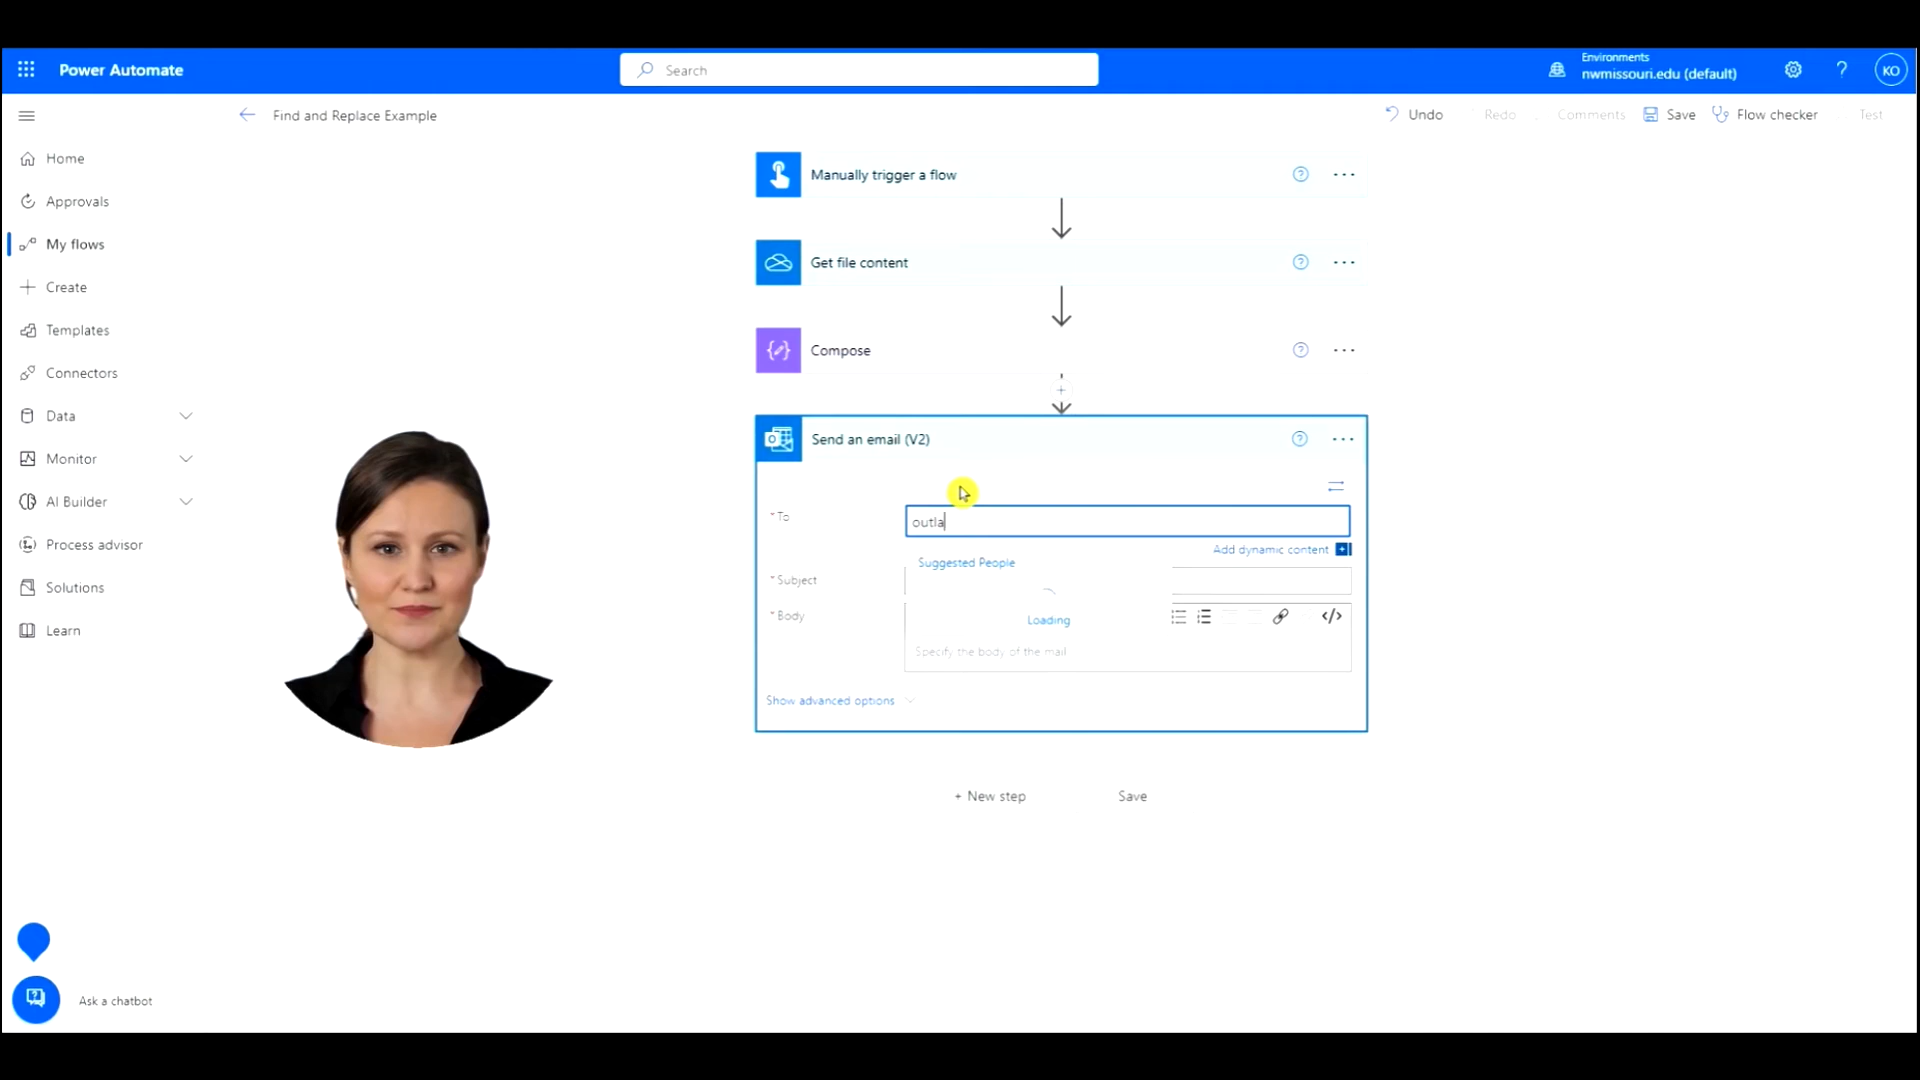 Power Automate
Search
Environments
nwmissouri.edu (default)
?
KO
Find and Replace Example
Undo
Redo
Comments
Save
Flow checker
Test
Home
Approvals
My flows
Create
Templates
Connectors
Data
Monitor
AI Builder
Process advisor
Solutions
Learn
Ask a chatbot
Manually trigger a flow
Get file content
Compose
Send an email (V2)
* To
outla
Add dynamic content
Suggested People
* Subject
* Body
Loading
Specify the body of the mail
Show advanced options
+ New step
Save